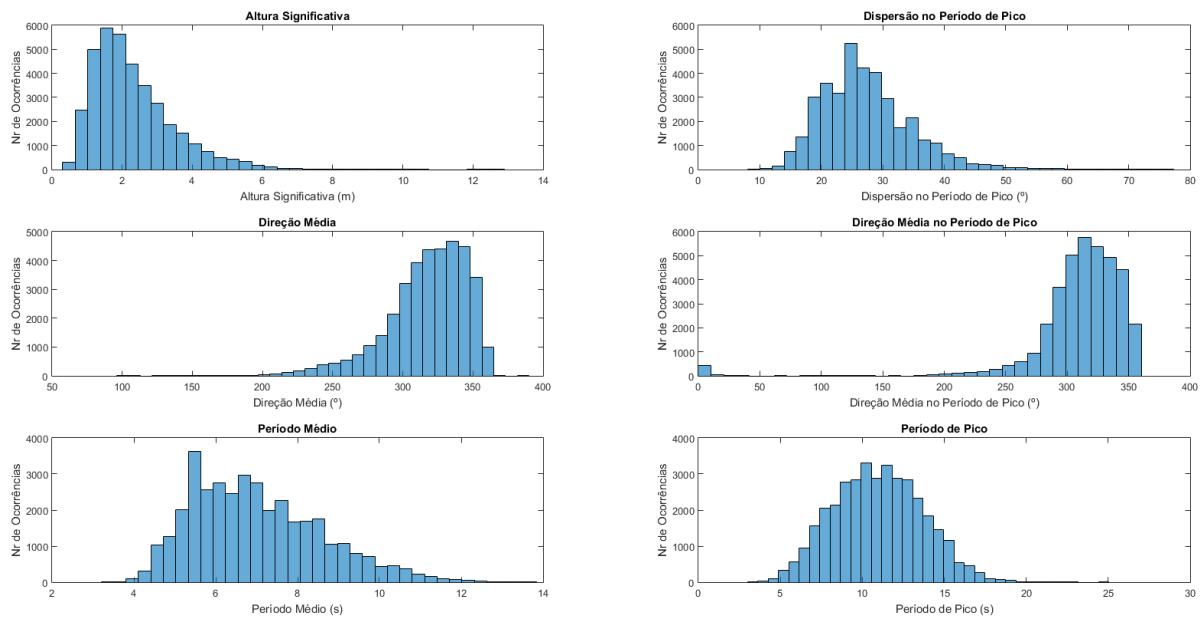 Altura Significativa
Nr de Ocorrências
6000
5000
4000
3000
2000
1000
0
0 2 4 6 8 10 12 14
Altura Significativa (m)
Dispersão no Período de Pico
Nr de Ocorrências
6000
5000
4000
3000
2000
1000
0
0 10 20 30 40 50 60 70 80
Dispersão no Período de Pico (º)
Direção Média
Nr de Ocorrências
5000
4000
3000
2000
1000
0
50 100 150 200 250 300 350 400
Direção Média (º)
Direção Média no Período de Pico
Nr de Ocorrências
6000
5000
4000
3000
2000
1000
0
0 50 100 150 200 250 300 350 400
Direção Média no Período de Pico (º)
Período Médio
Nr de Ocorrências
4000
3000
2000
1000
0
2 4 6 8 10 12 14
Período Médio (s)
Período de Pico
Nr de Ocorrências
4000
3000
2000
1000
0
0 5 10 15 20 25 30
Período de Pico (s)